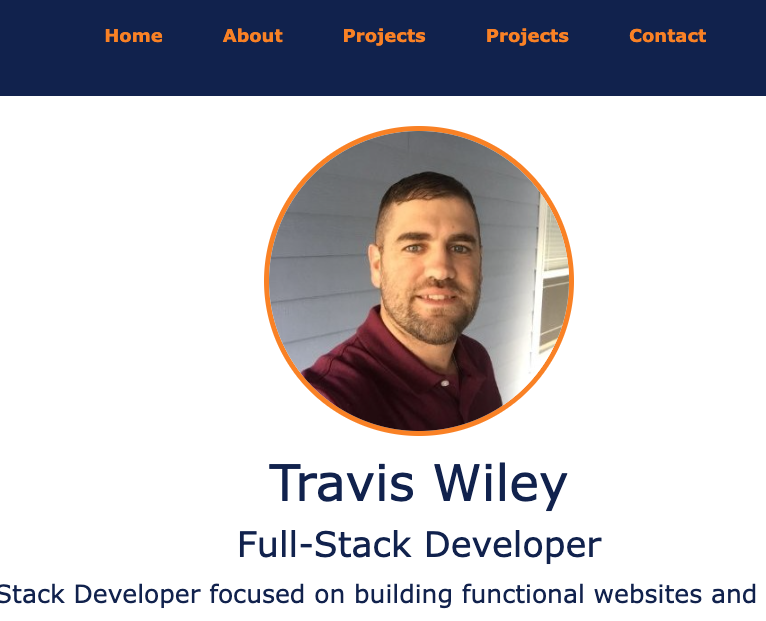 Home About Projects Projects Contact
Travis Wiley
Full-Stack Developer
Stack Developer focused on building functional websites and